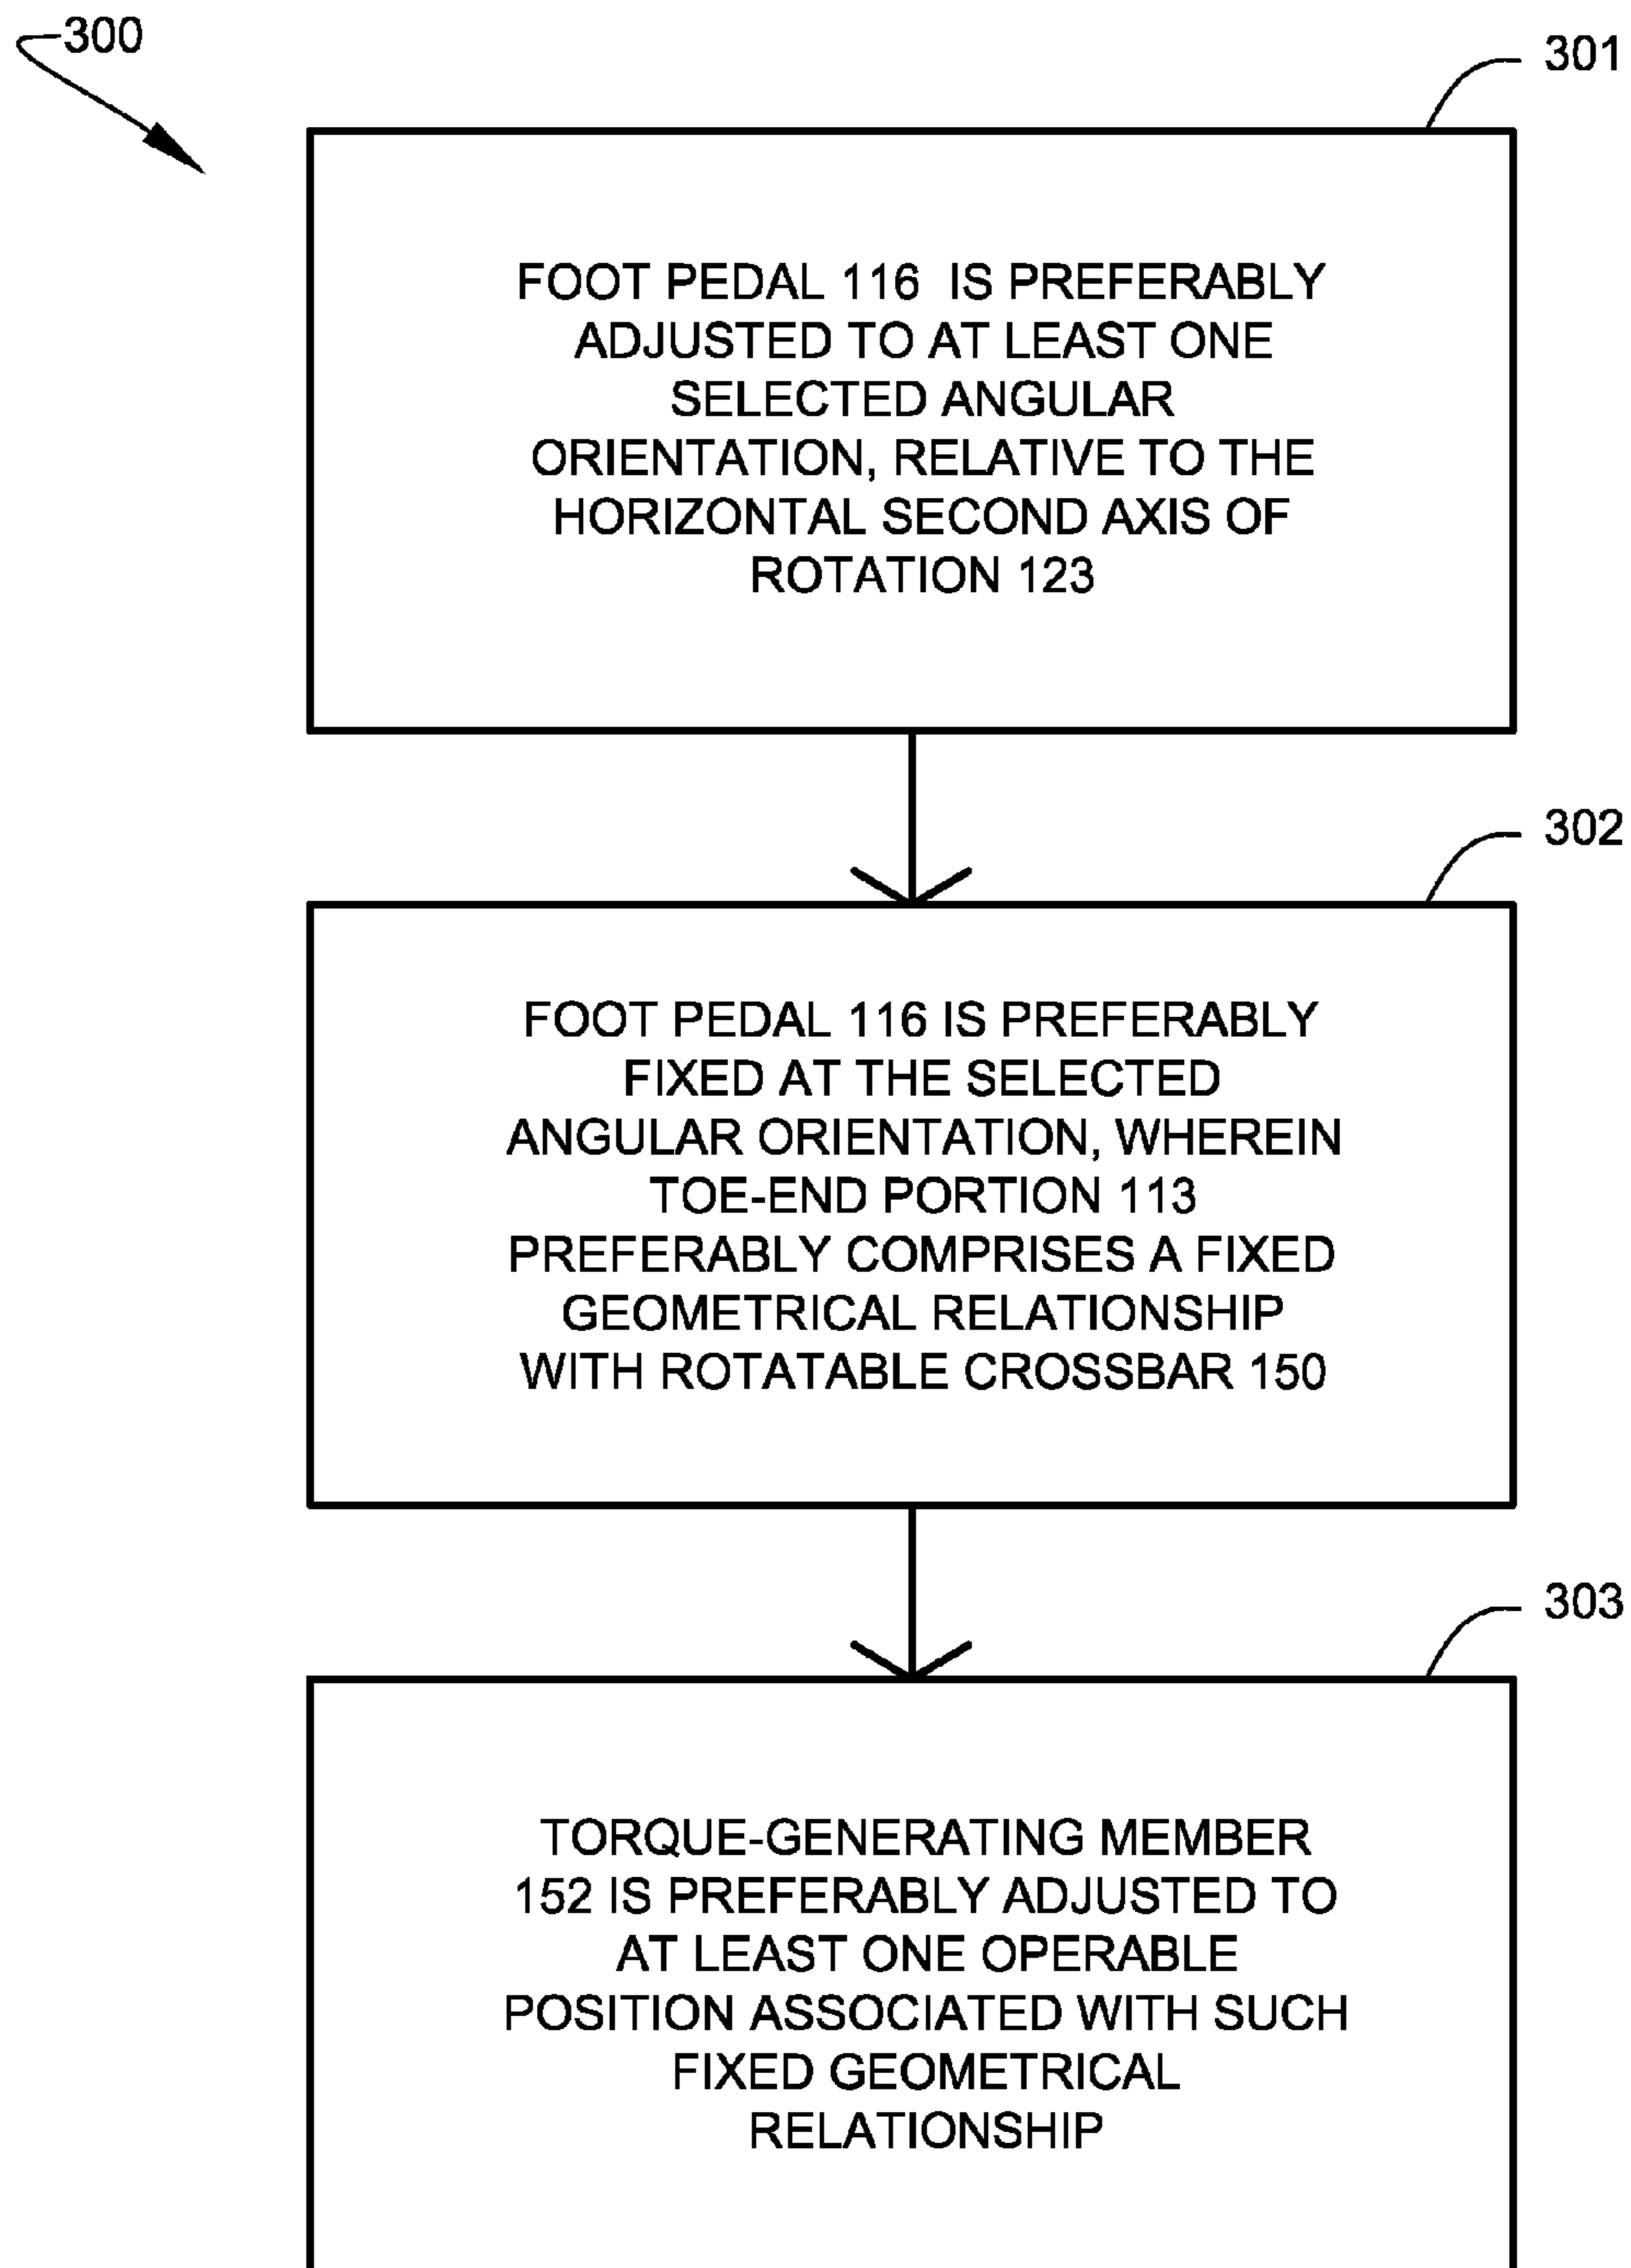 300
301
FOOT PEDAL 116 IS PREFERABLY
ADJUSTED TO AT LEAST ONE
SELECTED ANGULAR
ORIENTATION, RELATIVE TO THE
HORIZONTAL SECOND AXIS OF
ROTATION 123
302
FOOT PEDAL 116 IS PREFERABLY
FIXED AT THE SELECTED
ANGULAR ORIENTATION, WHEREIN
TOE-END PORTION 113
PREFERABLY COMPRISES A FIXED
GEOMETRICAL RELATIONSHIP
WITH ROTATABLE CROSSBAR 150
303
TORQUE-GENERATING MEMBER
152 IS PREFERABLY ADJUSTED TO
AT LEAST ONE OPERABLE
POSITION ASSOCIATED WITH SUCH
FIXED GEOMETRICAL
RELATIONSHIP